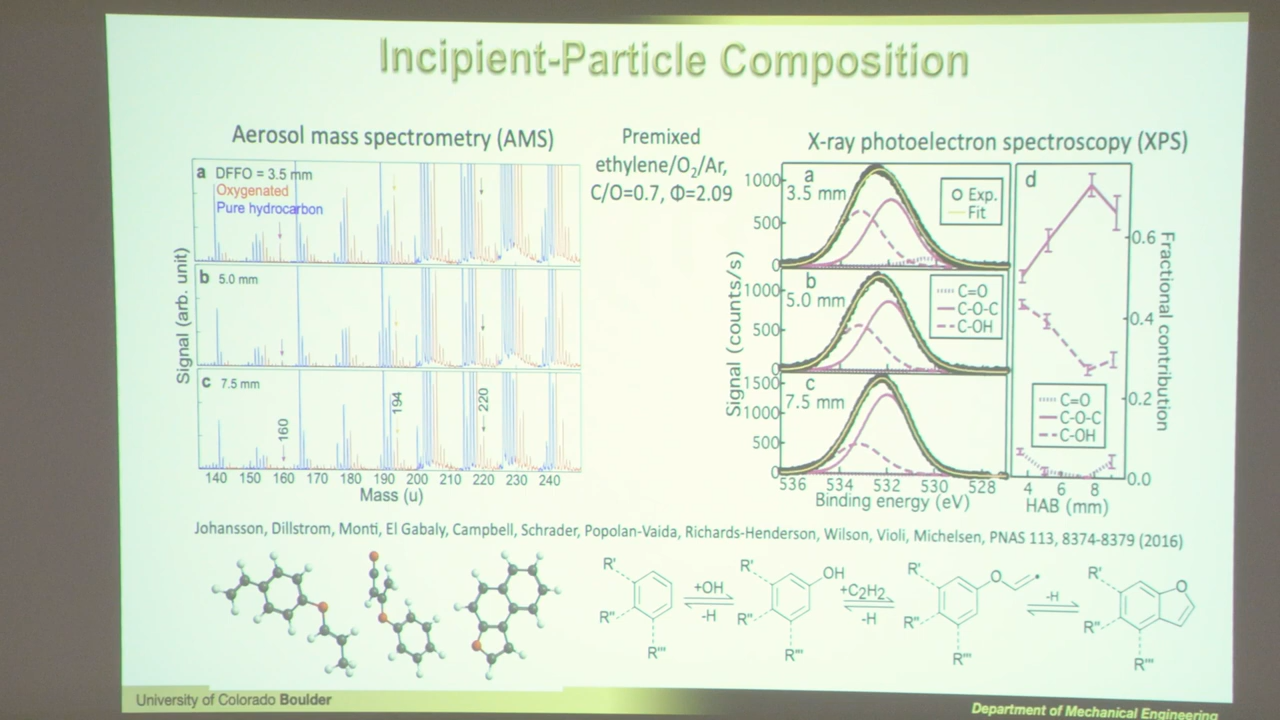 Incipient-Particle Composition
Aerosol mass spectrometry (AMS)
Premixed
ethylene/O₂/Ar,
C/O=0.7, Φ=2.09
X-ray photoelectron spectroscopy (XPS)
a DFFO = 3.5 mm
Oxygenated
Pure hydrocarbon
b 5.0 mm
c 7.5 mm
160
194
220
Signal (arb. unit)
140 150 160 170 180 190 200 210 220 230 240
Mass (u)
a
3.5 mm
Exp.
Fit
1000
500
0
b
5.0 mm
C=O
C-O-C
C-OH
1000
500
0
c
7.5 mm
1500
1000
500
0
Signal (counts/s)
536 534 532 530 528
Binding energy (eV)
d
0.6
0.4
0.2
0.0
C=O
C-O-C
C-OH
Fractional contribution
4 6 8
HAB (mm)
Johansson, Dillstrom, Monti, El Gabaly, Campbell, Schrader, Popolan-Vaida, Richards-Henderson, Wilson, Violi, Michelsen, PNAS 113, 8374-8379 (2016)
R' R'' R'''
+OH
-H
R' R'' R''' OH
+C₂H₂
-H
R' R'' R''' O
-H
R' R'' R''' O
University of Colorado Boulder
Department of Mechanical Engineering